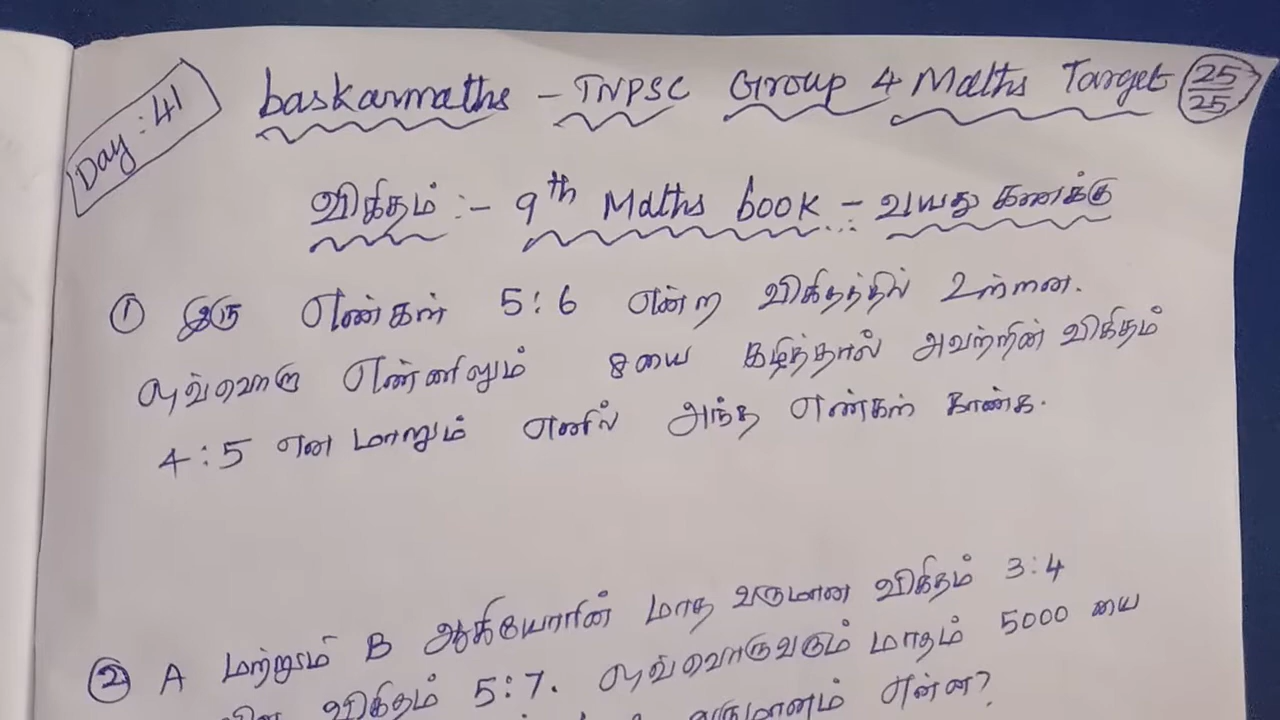 Day: 41
baskarmaths - TNPSC Group 4 Maths Target 25/25
விகிதம் :- 9th Maths book - வயது கணக்கு
① இரு எண்கள் 5:6 என்ற விகிதத்தில் உள்ளன.
ஒவ்வொரு எண்ணிலும் 8யை கழித்தால் அவற்றின் விகிதம்
4:5 என மாறும் எனில் அந்த எண்கள் காண்க.
② A மற்றும் B ஆகியோரின் மாத வருமான விகிதம் 3:4
விகிதம் 5:7. ஒவ்வொருவரும் மாதம் 5000 யை
வருமானம் என்ன?